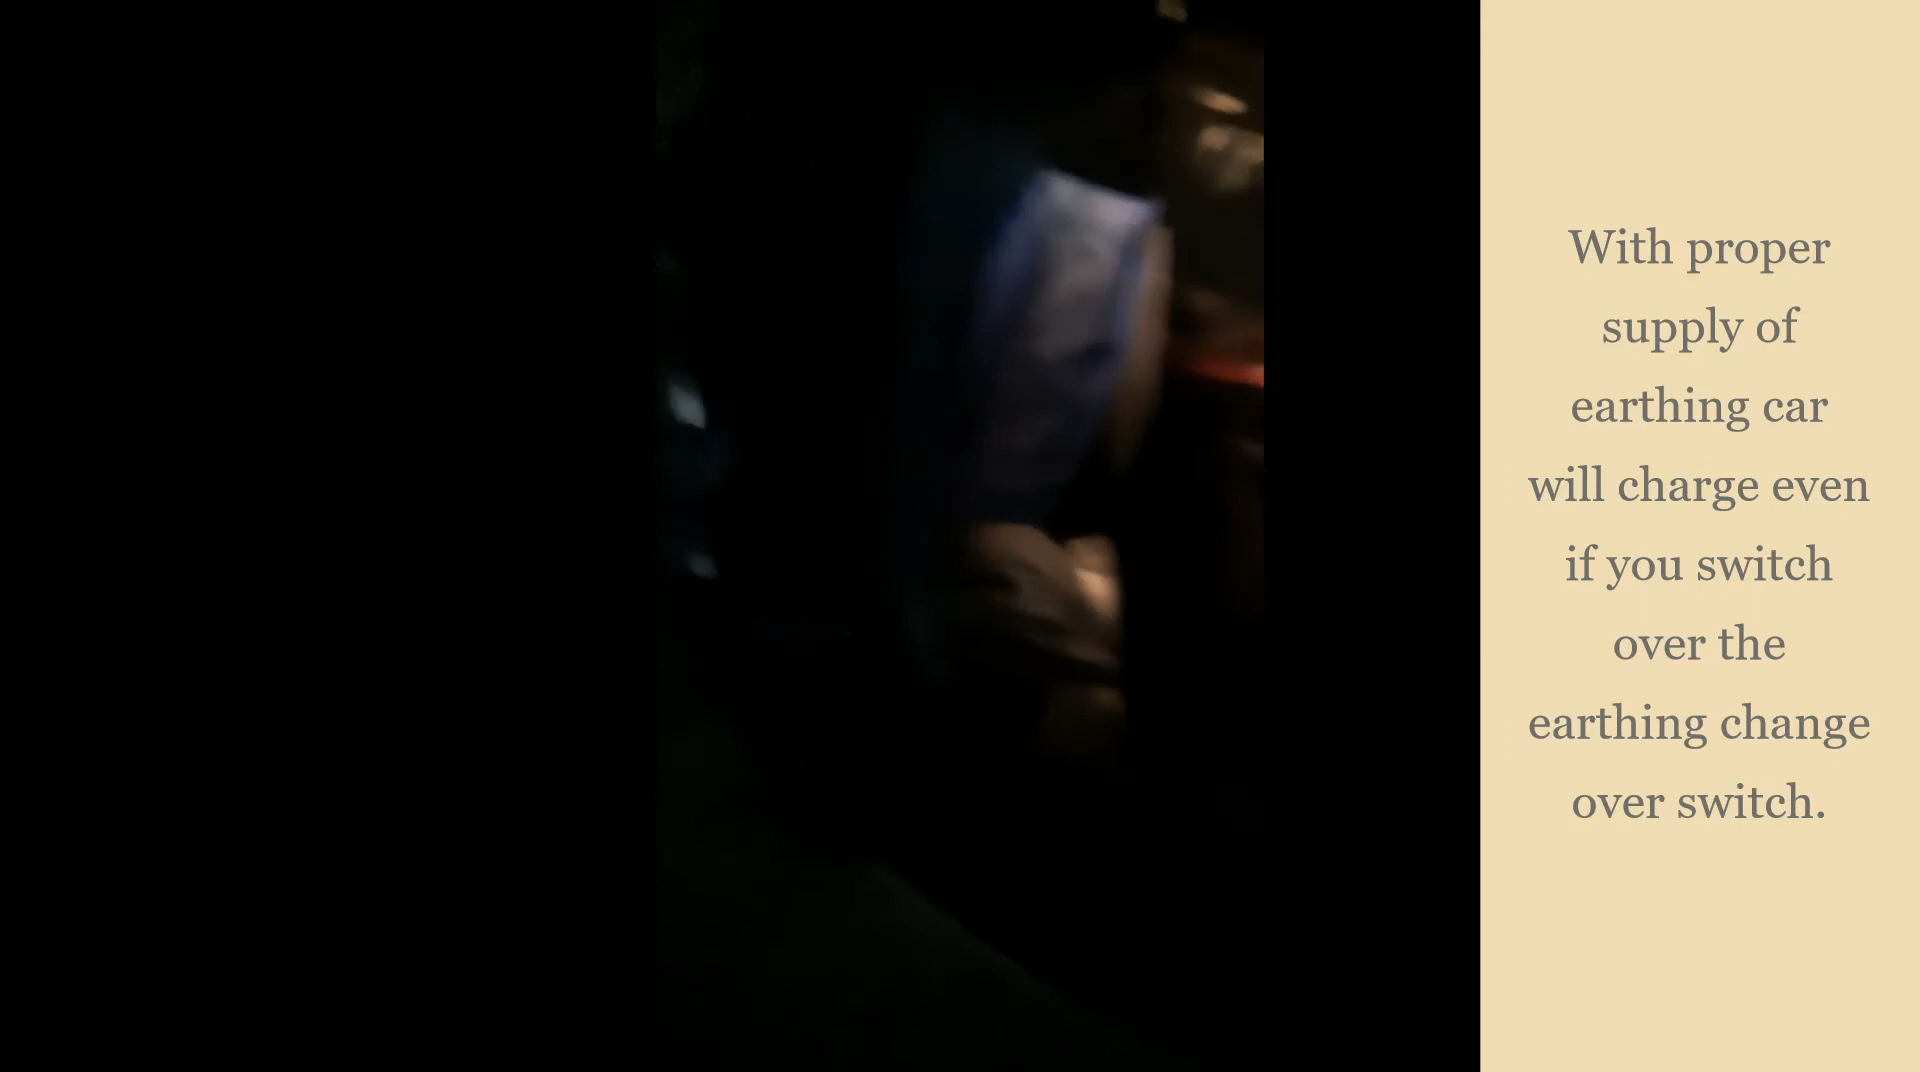 With proper
supply of
earthing car
will charge even
if you switch
over the
earthing change
over switch.